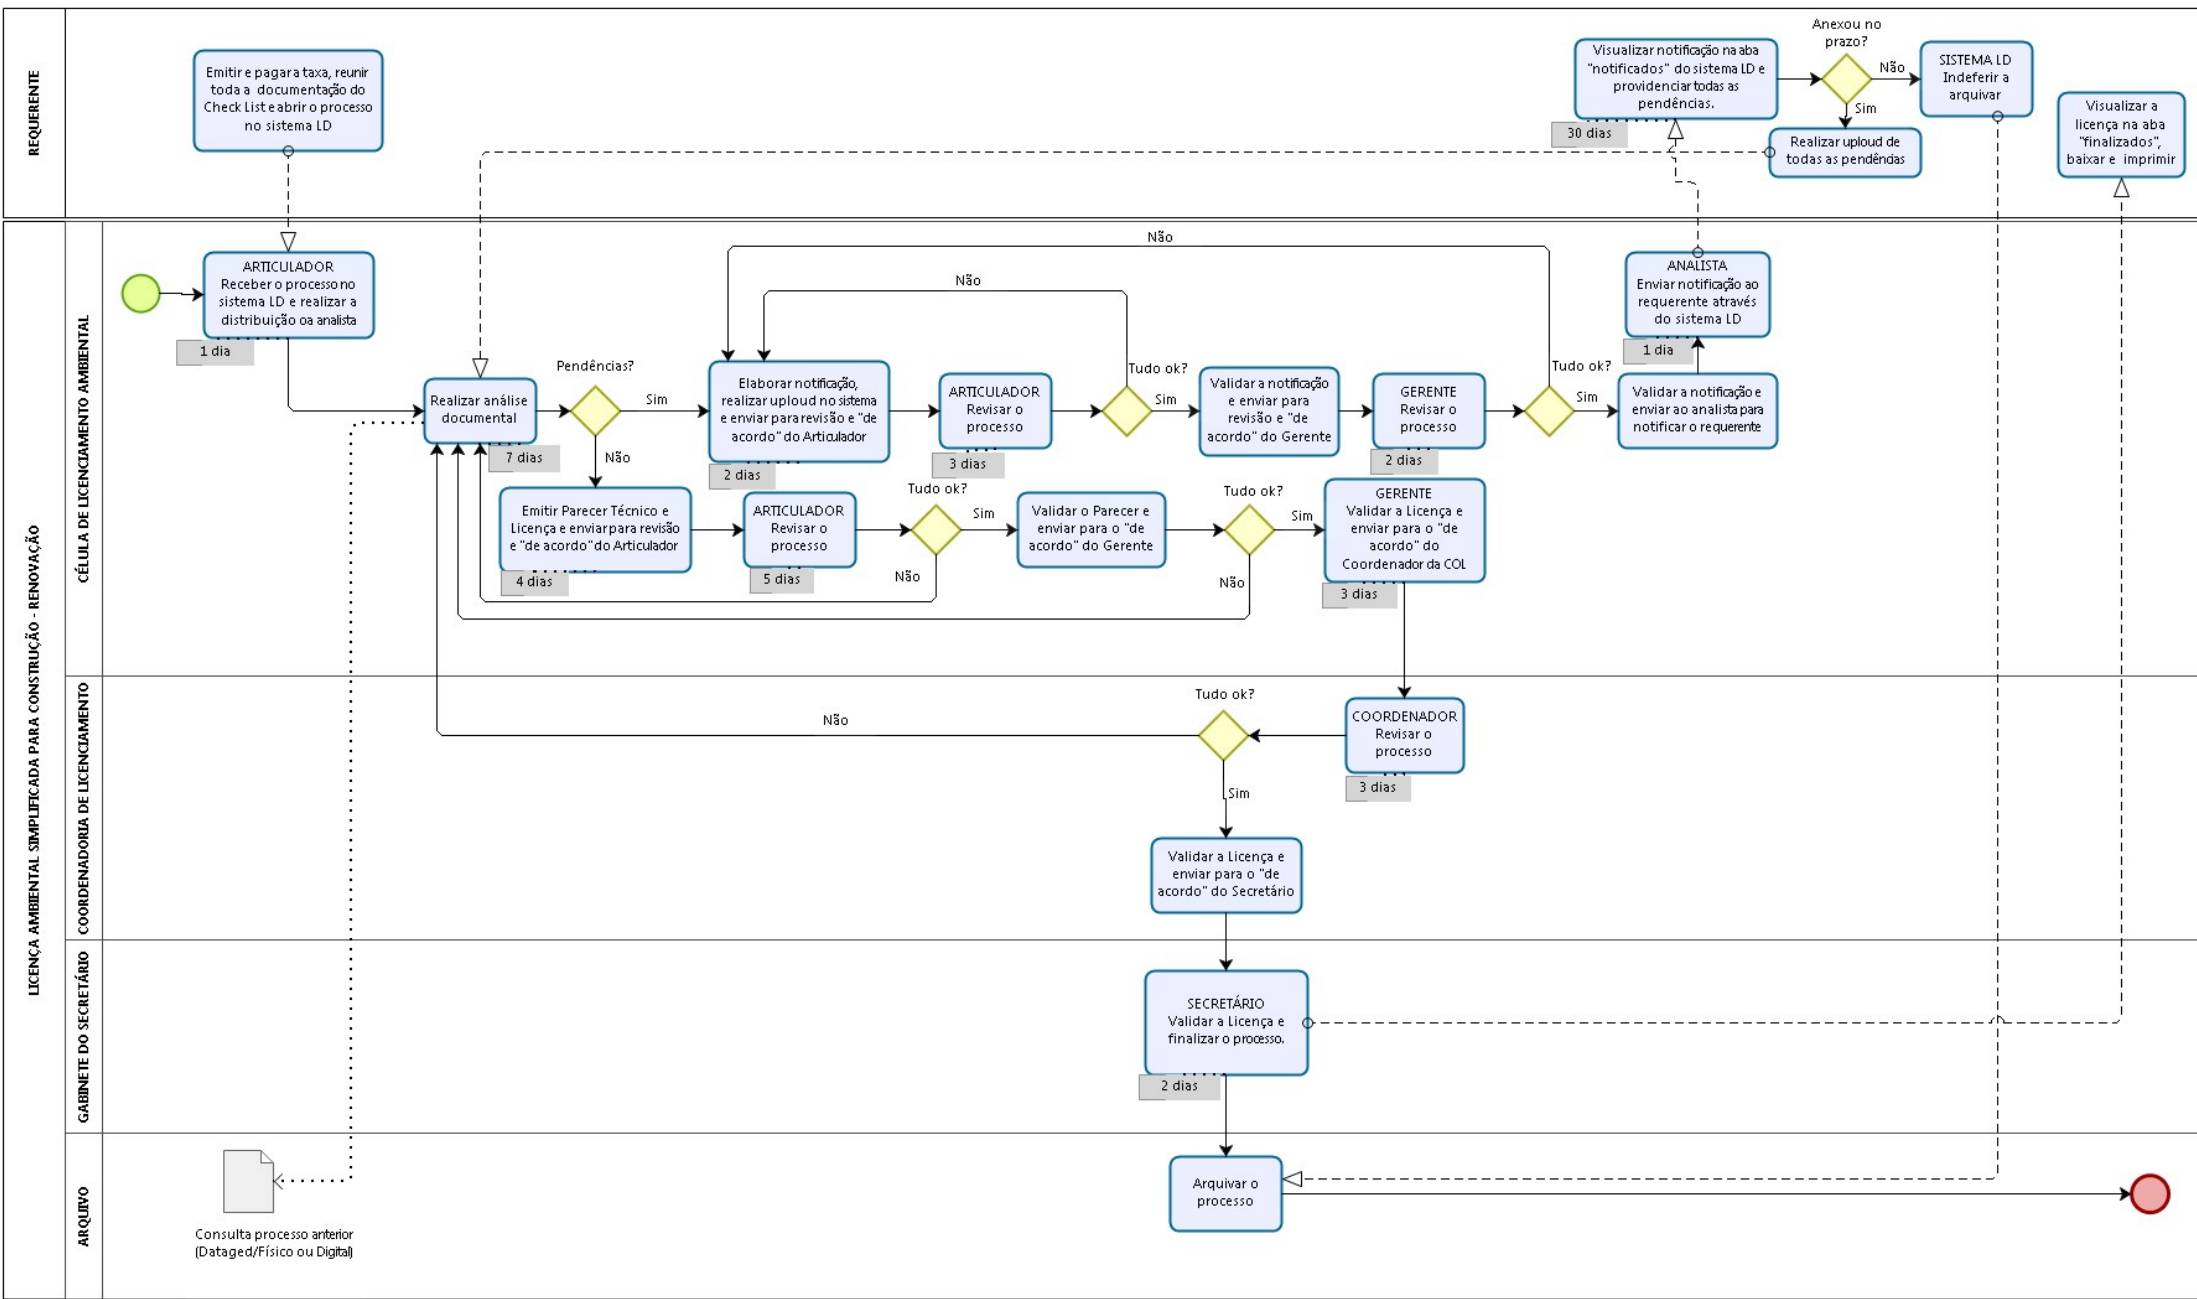 REQUERENTE
Emitir e pagar a taxa, reunir
toda a documentação do
Check List e abrir o processo
no sistema LD
Visualizar notificação na aba
"notificados" do sistema LD e
providenciar todas as
pendências.
30 dias
Anexou no
prazo?
Não
Sim
SISTEMA LD
Indeferir a
arquivar
Realizar uploud de
todas as pendências
Visualizar a
licença na aba
"finalizados",
baixar e imprimir
LICENÇA AMBIENTAL SIMPLIFICADA PARA CONSTRUÇÃO - RENOVAÇÃO
CÉLULA DE LICENCIAMENTO AMBIENTAL
ARTICULADOR
Receber o processo no
sistema LD e realizar a
distribuição oa analista
1 dia
Realizar análise
documental
7 dias
Pendências?
Sim
Não
Elaborar notificação,
realizar uploud no sistema
e enviar para revisão e "de
acordo" do Articulador
2 dias
ARTICULADOR
Revisar o
processo
3 dias
Tudo ok?
Não
Sim
Validar a notificação
e enviar para
revisão e "de
acordo" do Gerente
GERENTE
Revisar o
processo
2 dias
Tudo ok?
Não
Sim
Validar a notificação e
enviar ao analista para
notificar o requerente
ANALISTA
Enviar notificação ao
requerente através
do sistema LD
1 dia
Emitir Parecer Técnico e
Licença e enviar para revisão
e "de acordo" do Articulador
4 dias
ARTICULADOR
Revisar o
processo
5 dias
Tudo ok?
Sim
Não
Validar o Parecer e
enviar para o "de
acordo" do Gerente
Tudo ok?
Sim
Não
GERENTE
Validar a Licença e
enviar para o "de
acordo" do
Coordenador da COL
3 dias
COORDENADORIA DE LICENCIAMENTO
COORDENADOR
Revisar o
processo
3 dias
Tudo ok?
Não
Sim
Validar a Licença e
enviar para o "de
acordo" do Secretário
GABINETE DO SECRETÁRIO
SECRETÁRIO
Validar a Licença e
finalizar o processo.
2 dias
ARQUIVO
Consulta processo anterior
(Dataged/Físico ou Digital)
Arquivar o
processo